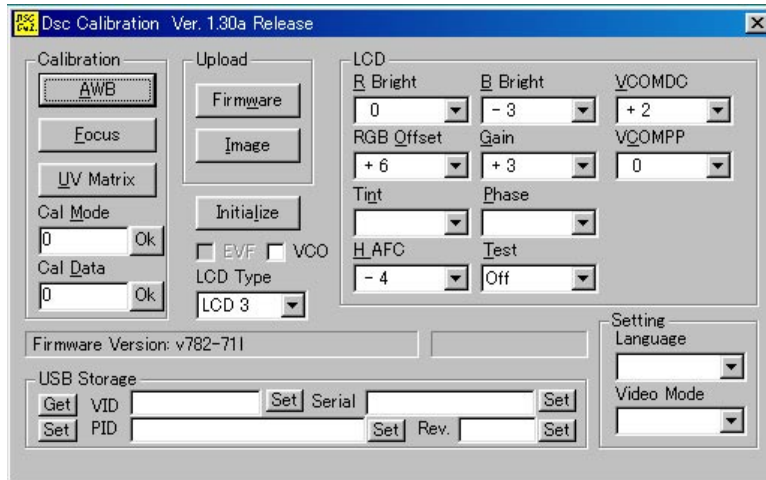 Dsc Calibration Ver. 1.30a Release
Calibration
AWB
Focus
UV Matrix
Cal Mode
0 Ok
Cal Data
0 Ok
Upload
Firmware
Image
Initialize
EVF VCO
LCD Type
LCD 3
LCD
R Bright B Bright VCOMDC
0 - 3 + 2
RGB Offset Gain VCOMPP
+ 6 + 3 0
Tint Phase
H AFC Test
- 4 Off
Firmware Version: v782-71l
Setting
Language
Video Mode
USB Storage
Get VID Set Serial Set
Set PID Set Rev. Set